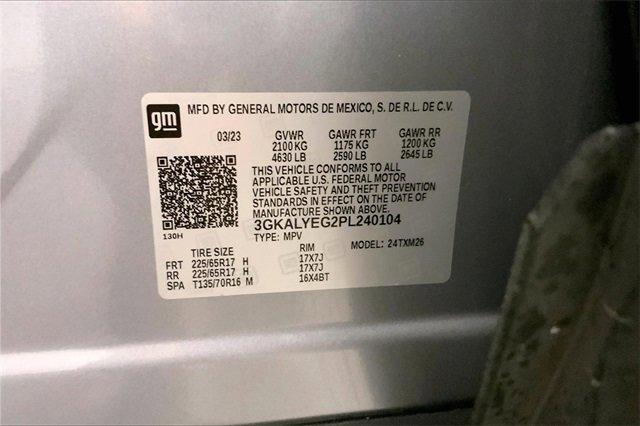 gm
MFD BY GENERAL MOTORS DE MEXICO, S. DE R.L. DE C.V.
03/23 GVWR GAWR FRT GAWR RR
2100 KG 1175 KG 1200 KG
4630 LB 2590 LB 2645 LB
THIS VEHICLE CONFORMS TO ALL
APPLICABLE U.S. FEDERAL MOTOR
VEHICLE SAFETY AND THEFT PREVENTION
STANDARDS IN EFFECT ON THE DATE OF
MANUFACTURE SHOWN ABOVE.
3GKALYEG2PL240104
130H
TYPE: MPV MODEL: 24TXM26
TIRE SIZE RIM
FRT 225/65R17 H 17X7J
RR 225/65R17 H 17X7J
SPA T135/70R16 M 16X4BT